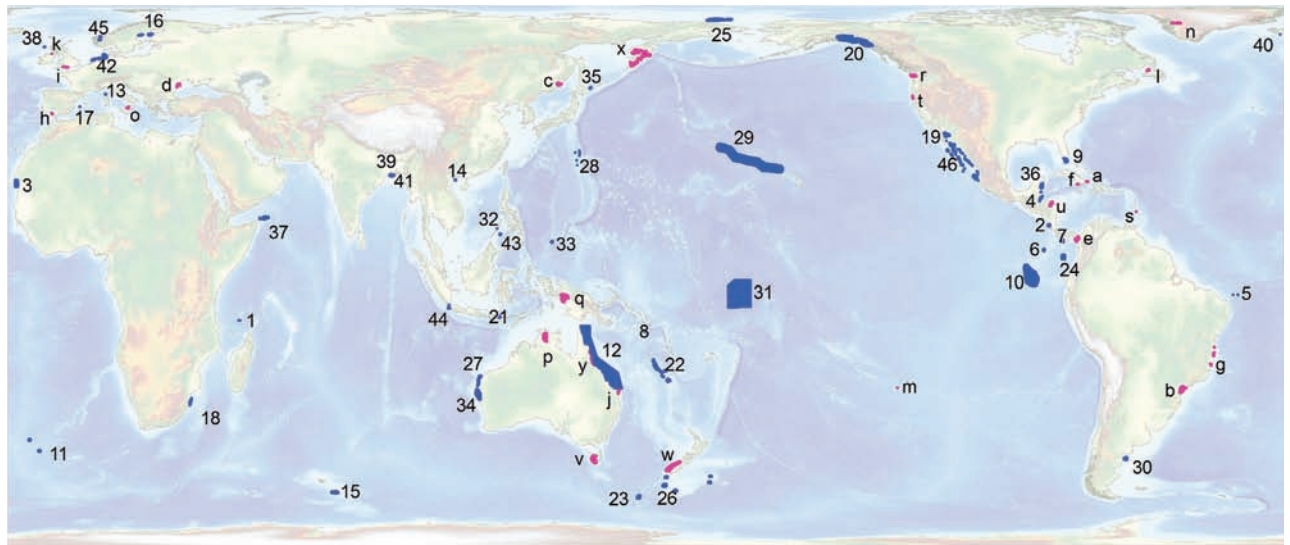 45 16 25 38 k x 20 n 40
i 42 13 d c 35 r l
h 17 o t
29 19 46 9
39 14 28 36 f a
3 41 4 u
37 32 2 s
43 33 7 e
6 24
10
q 31 5
1 44 21 8
p 12
27 y 22 g
34 j m b
18
11 v w 30
15 23 26